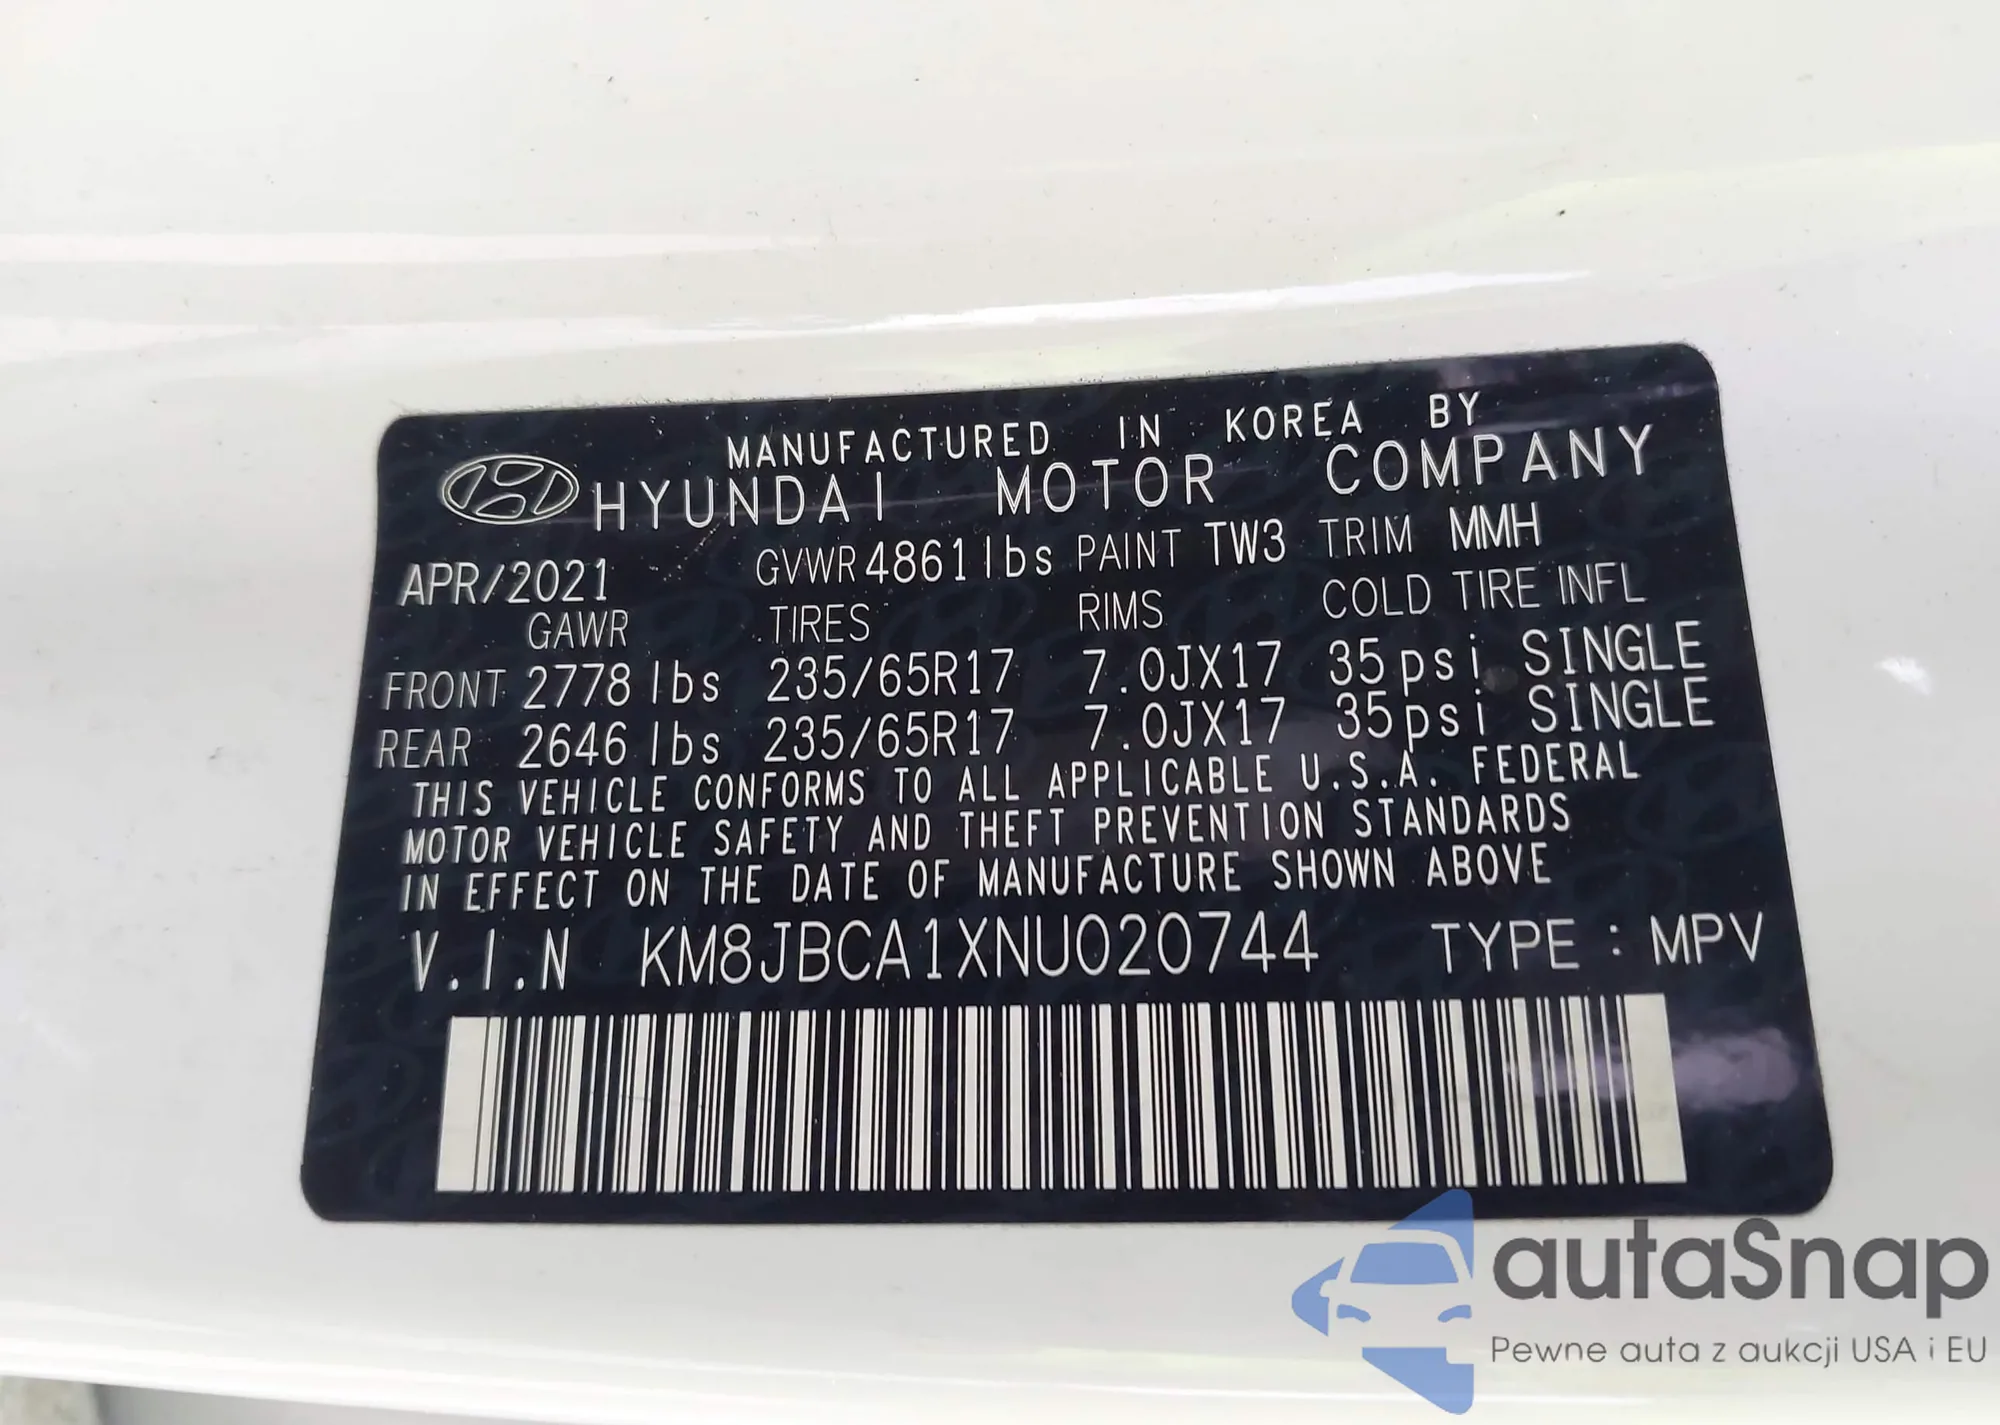 MANUFACTURED IN KOREA BY
HYUNDAI MOTOR COMPANY
APR/2021 GVWR 4861 lbs PAINT TW3 TRIM MMH
GAWR TIRES RIMS COLD TIRE INFL
FRONT 2778 lbs 235/65R17 7.0JX17 35psi SINGLE
REAR 2646 lbs 235/65R17 7.0JX17 35psi SINGLE
THIS VEHICLE CONFORMS TO ALL APPLICABLE U.S.A. FEDERAL
MOTOR VEHICLE SAFETY AND THEFT PREVENTION STANDARDS
IN EFFECT ON THE DATE OF MANUFACTURE SHOWN ABOVE
V.I.N KM8JBCA1XNU020744 TYPE : MPV
autaSnap
Pewne auta z aukcji USA i EU